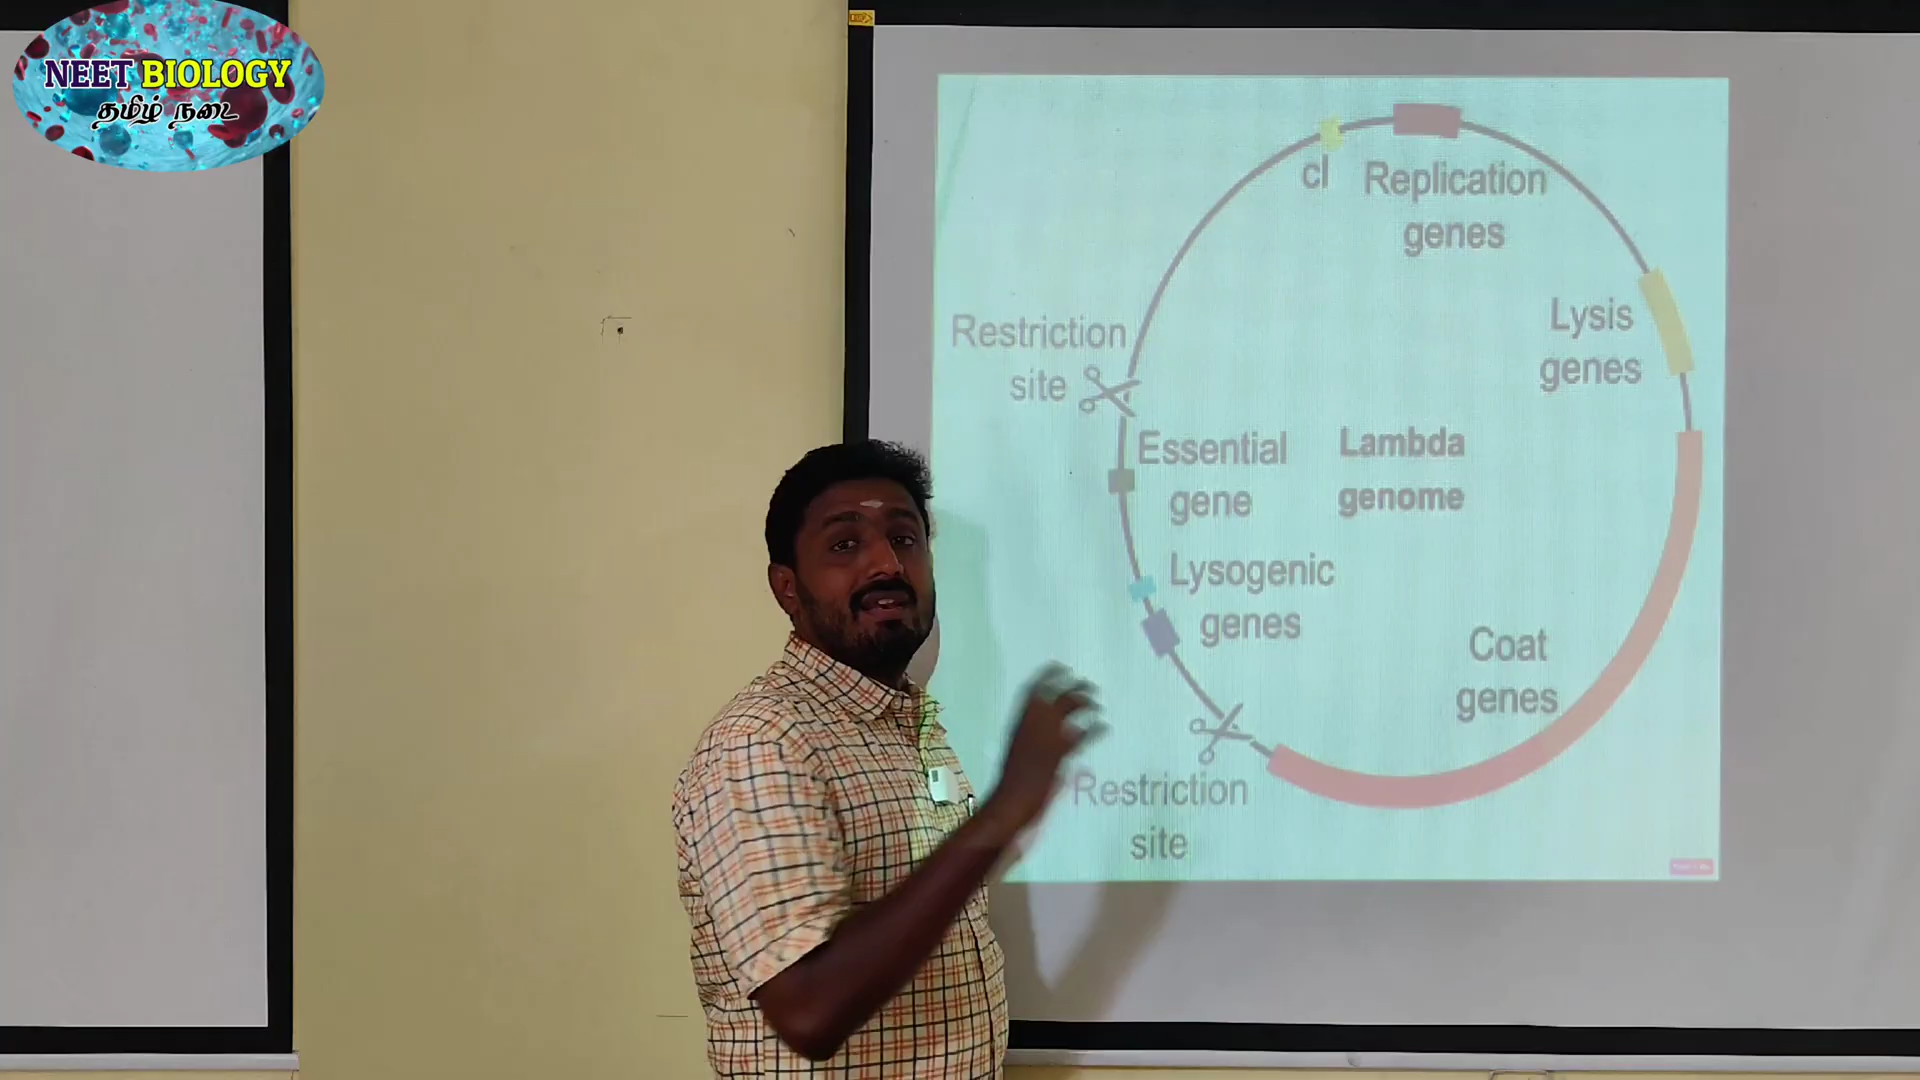 NEET BIOLOGY
தமிழ் நடை
cI
Replication
genes
Lysis
genes
Restriction
site
Essential
gene
Lambda
genome
Lysogenic
genes
Coat
genes
Restriction
site